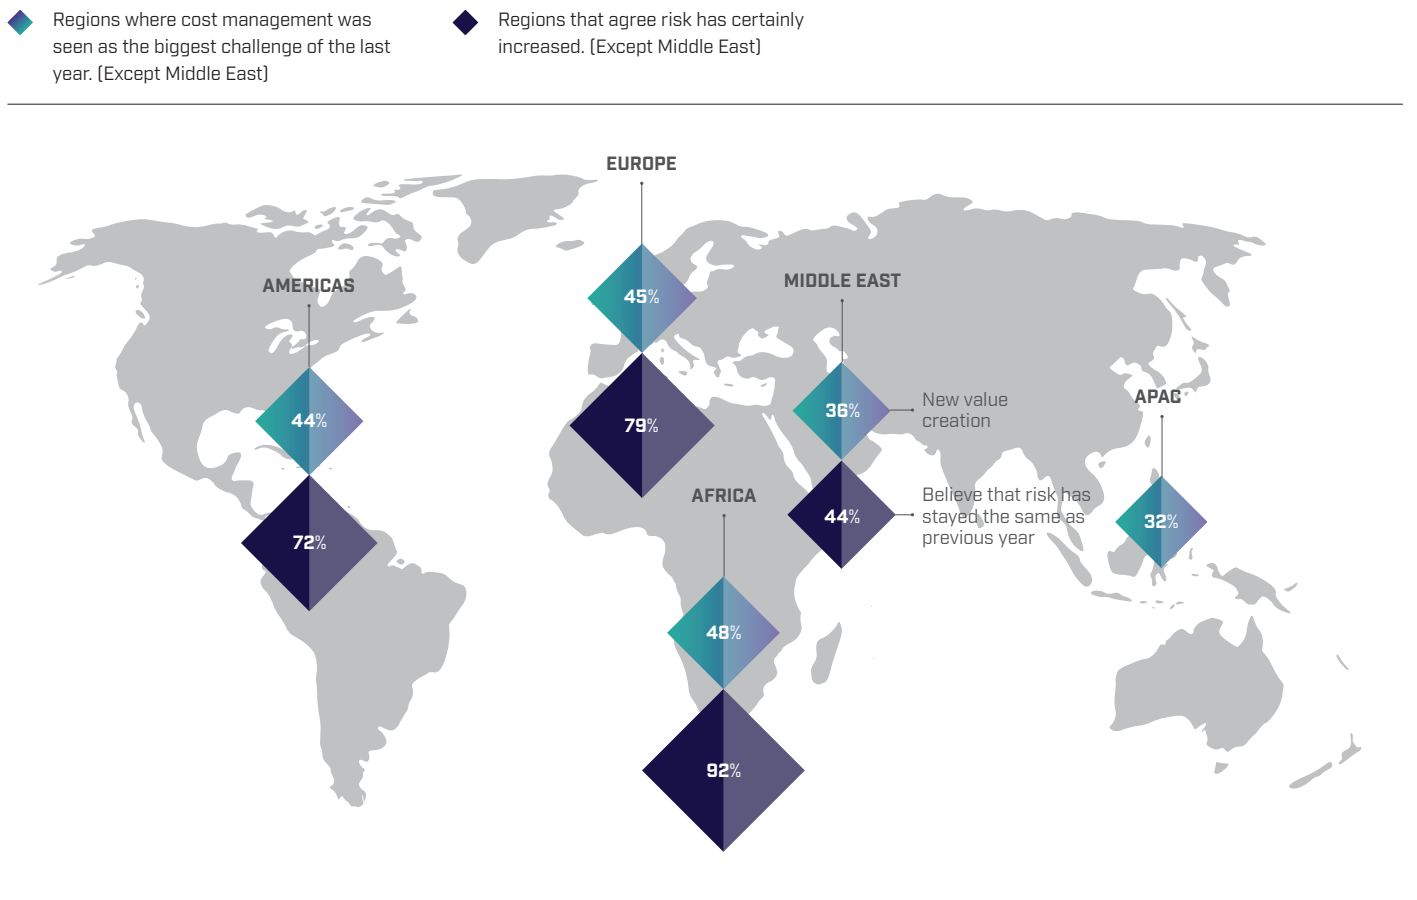 Regions where cost management was
seen as the biggest challenge of the last
year. (Except Middle East)
Regions that agree risk has certainly
increased. (Except Middle East)
EUROPE
45%
79%
AMERICAS
44%
72%
MIDDLE EAST
36%
New value
creation
44%
Believe that risk has
stayed the same as
previous year
APAC
32%
AFRICA
48%
92%